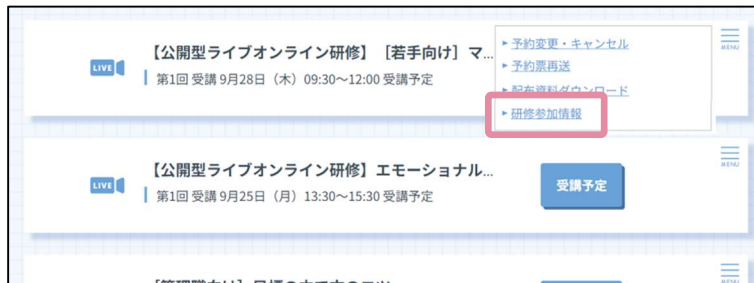 【公開型ライブオンライン研修】［若手向け］マ...
LIVE
第1回 受講 9月28日（木）09:30～12:00 受講予定
▸ 予約変更・キャンセル
▸ 予約票再送
▸ 配布資料ダウンロード
▸ 研修参加情報
MENU
【公開型ライブオンライン研修】エモーショナル...
LIVE
第1回 受講 9月25日（月）13:30～15:30 受講予定
受講予定
MENU
MENU